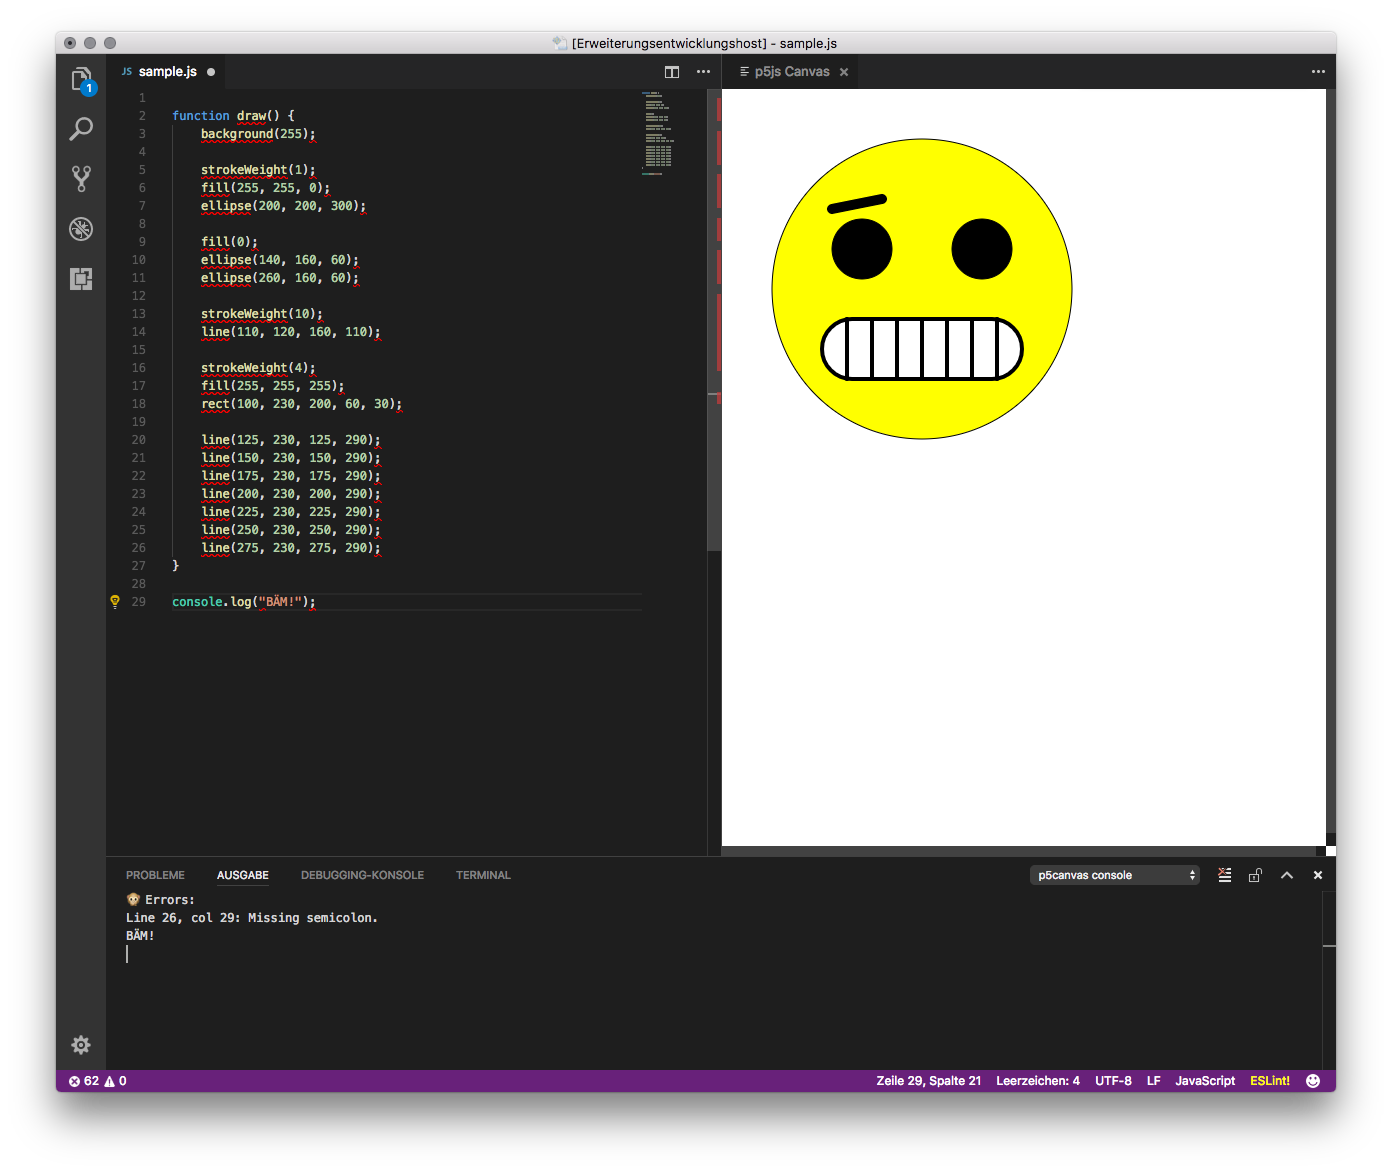 [Erweiterungsentwicklungshost] - sample.js
JS sample.js
p5js Canvas
1
1
2 function draw() {
3 background(255);
4
5 strokeWeight(1);
6 fill(255, 255, 0);
7 ellipse(200, 200, 300);
8
9 fill(0);
10 ellipse(140, 160, 60);
11 ellipse(260, 160, 60);
12
13 strokeWeight(10);
14 line(110, 120, 160, 110);
15
16 strokeWeight(4);
17 fill(255, 255, 255);
18 rect(100, 230, 200, 60, 30);
19
20 line(125, 230, 125, 290);
21 line(150, 230, 150, 290);
22 line(175, 230, 175, 290);
23 line(200, 230, 200, 290);
24 line(225, 230, 225, 290);
25 line(250, 230, 250, 290);
26 line(275, 230, 275, 290);
27 }
28
29 console.log("BÄM!");
PROBLEME AUSGABE DEBUGGING-KONSOLE TERMINAL p5canvas console
🙊 Errors:
Line 26, col 29: Missing semicolon.
BÄM!
62 0 Zeile 29, Spalte 21 Leerzeichen: 4 UTF-8 LF JavaScript ESLint!